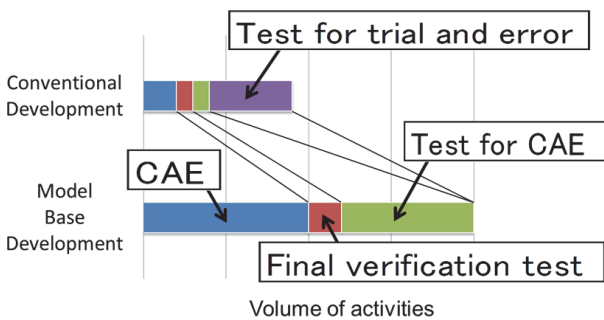 Test for trial and error
Conventional
Development
Test for CAE
CAE
Model
Base
Development
Final verification test
Volume of activities